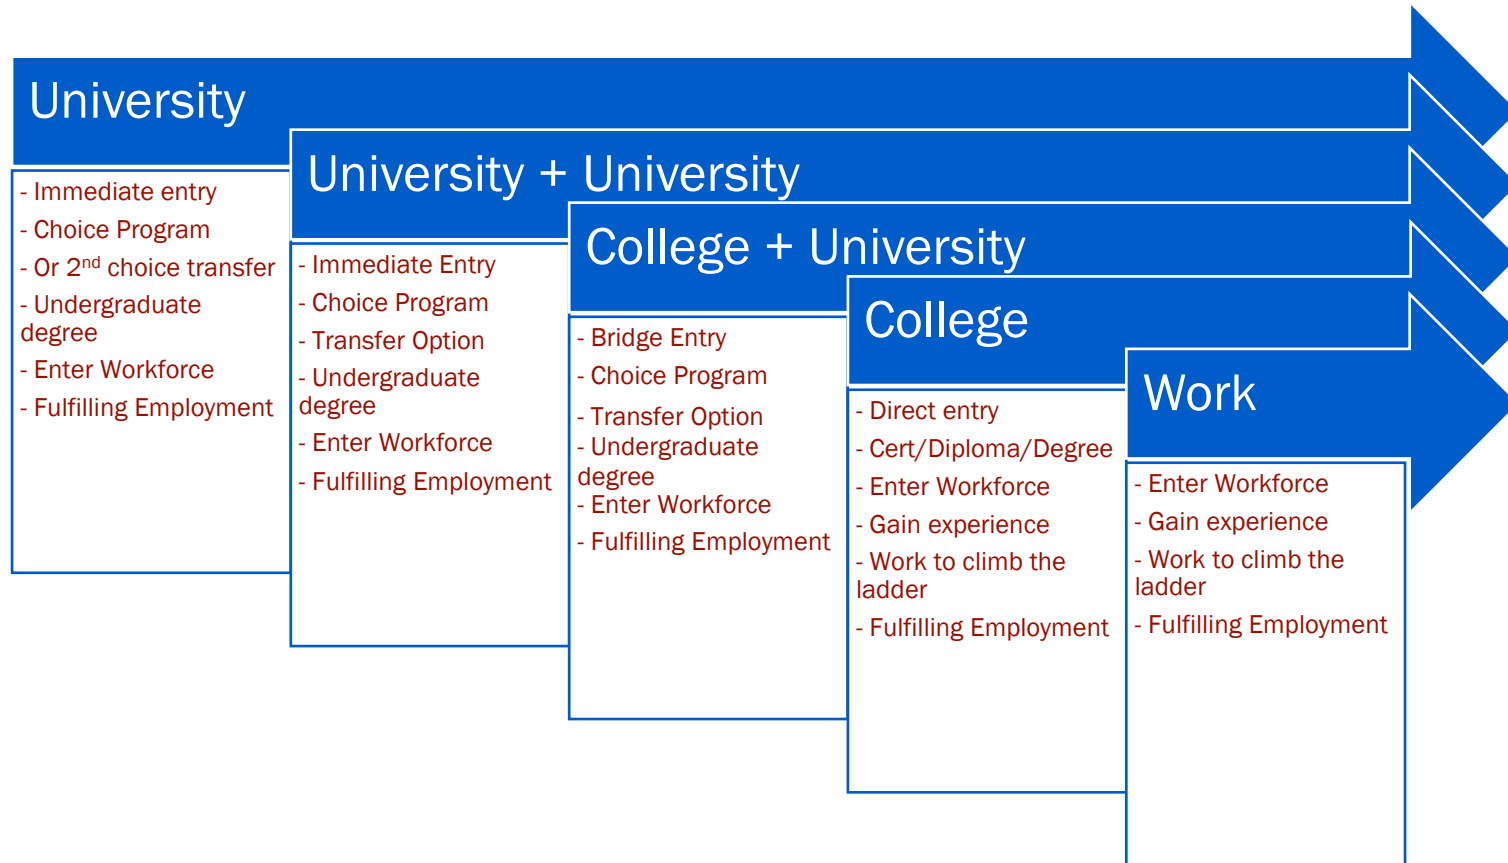 University
- Immediate entry
- Choice Program
- Or 2nd choice transfer
- Undergraduate
degree
- Enter Workforce
- Fulfilling Employment
University + University
- Immediate Entry
- Choice Program
- Transfer Option
- Undergraduate
degree
- Enter Workforce
- Fulfilling Employment
College + University
- Bridge Entry
- Choice Program
- Transfer Option
- Undergraduate
degree
- Enter Workforce
- Fulfilling Employment
College
- Direct entry
- Cert/Diploma/Degree
- Enter Workforce
- Gain experience
- Work to climb the
ladder
- Fulfilling Employment
Work
- Enter Workforce
- Gain experience
- Work to climb the
ladder
- Fulfilling Employment